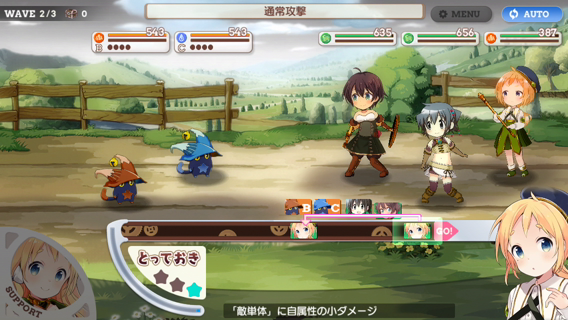 WAVE 2/3 0
通常攻撃
MENU
AUTO
543
B
543
C
635
656
387
B
C
GO!
とっておき
SUPPORT
「敵単体」に自属性の小ダメージ